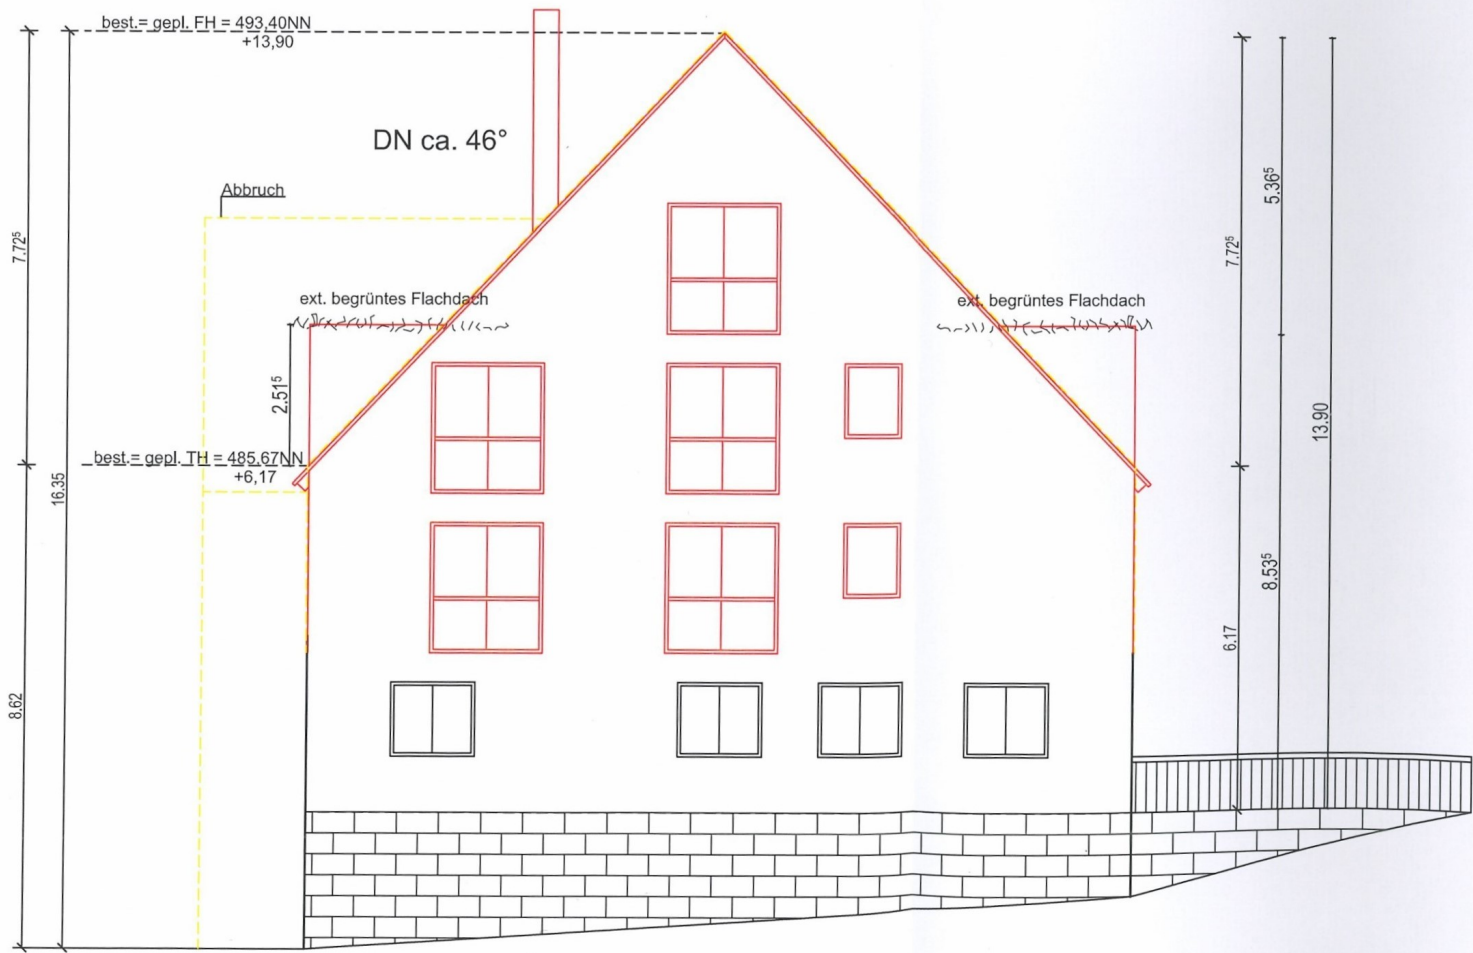 best.= gepl. FH = 493,40NN
+13,90
DN ca. 46°
Abbruch
ext. begrüntes Flachdach
ext. begrüntes Flachdach
best.= gepl. TH = 485.67NN
+6,17
7.72⁵
8.62
16.35
2.51⁵
7.72⁵
6.17
5.36⁵
8.53⁵
13.90